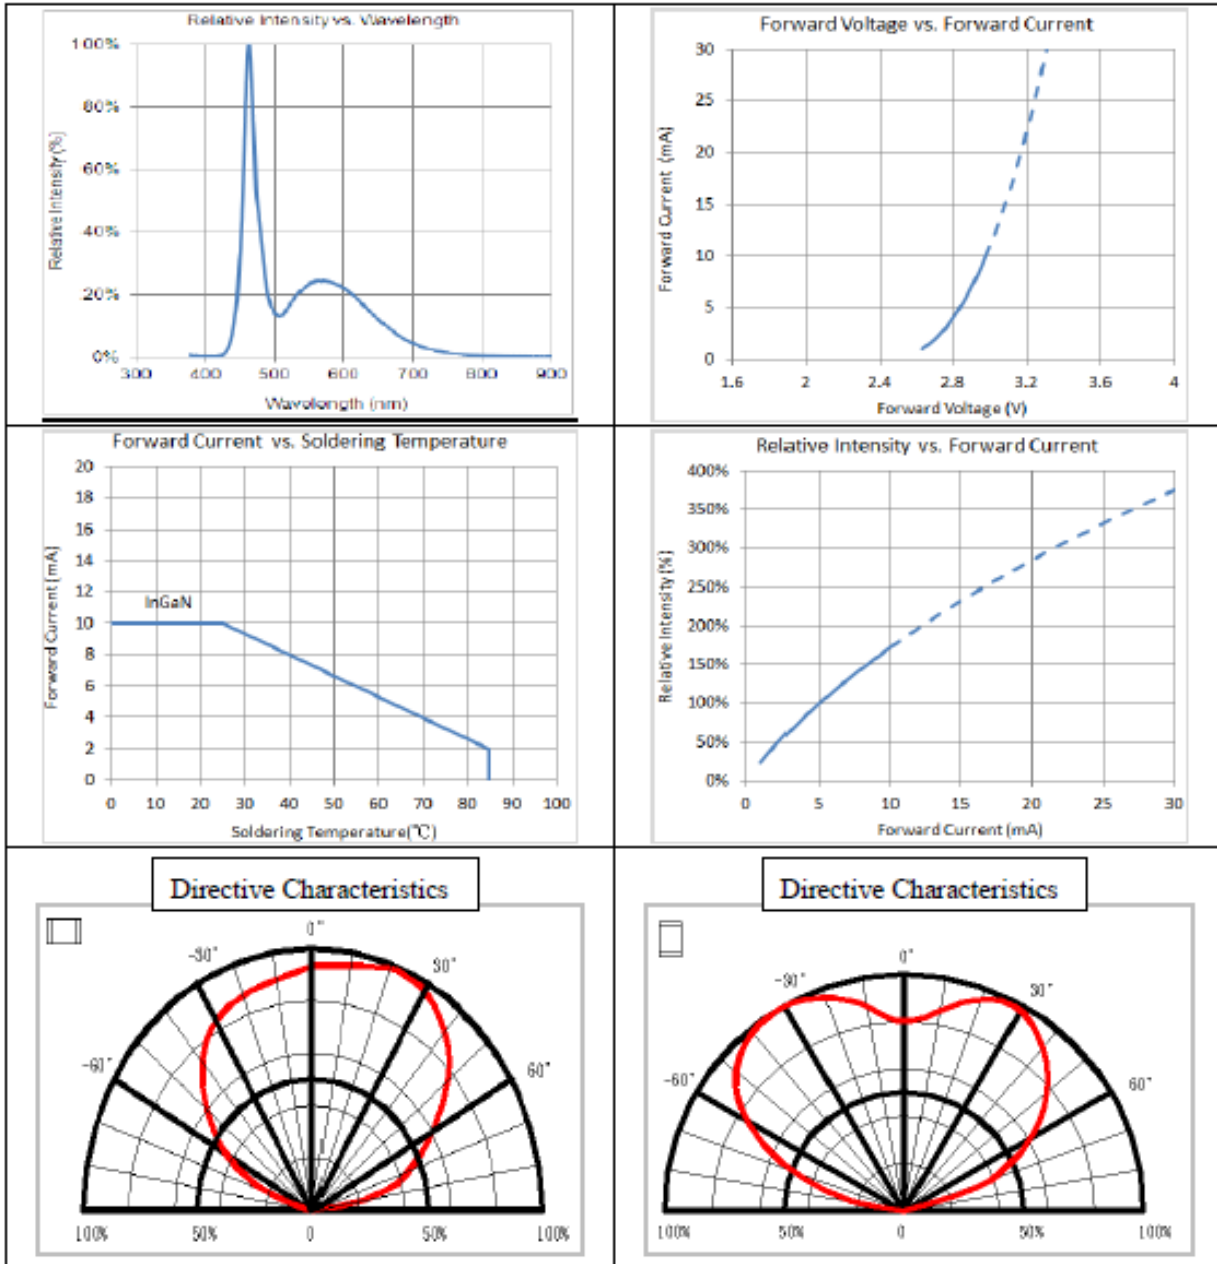 Relative Intensity vs. Wavelength
100%
80%
60%
40%
20%
0%
300 400 500 600 700 800 900
Relative Intensity (%)
Wavelength (nm)
Forward Voltage vs. Forward Current
30
25
20
15
10
5
0
1.6 2 2.4 2.8 3.2 3.6 4
Forward Current (mA)
Forward Voltage (V)
Forward Current vs. Soldering Temperature
20
18
16
14
12
10
8
6
4
2
0
InGaN
0 10 20 30 40 50 60 70 80 90 100
Forward Current (mA)
Soldering Temperature(℃)
Relative Intensity vs. Forward Current
400%
350%
300%
250%
200%
150%
100%
50%
0%
0 5 10 15 20 25 30
Relative Intensity (%)
Forward Current (mA)
Directive Characteristics
0°
-30° 30°
-60° 60°
100% 50% 0 50% 100%
Directive Characteristics
0°
-30° 30°
-60° 60°
100% 50% 0 50% 100%